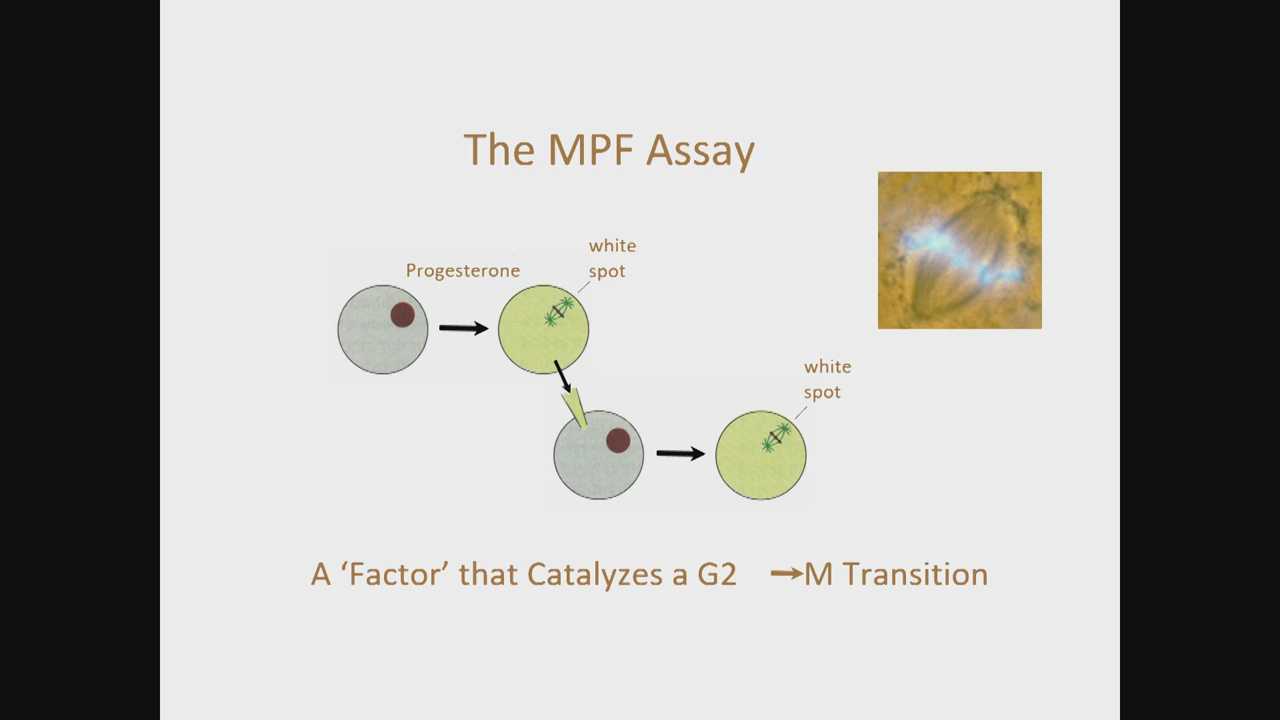 The MPF Assay
white
spot
Progesterone
white
spot
A ‘Factor’ that Catalyzes a G2 →M Transition